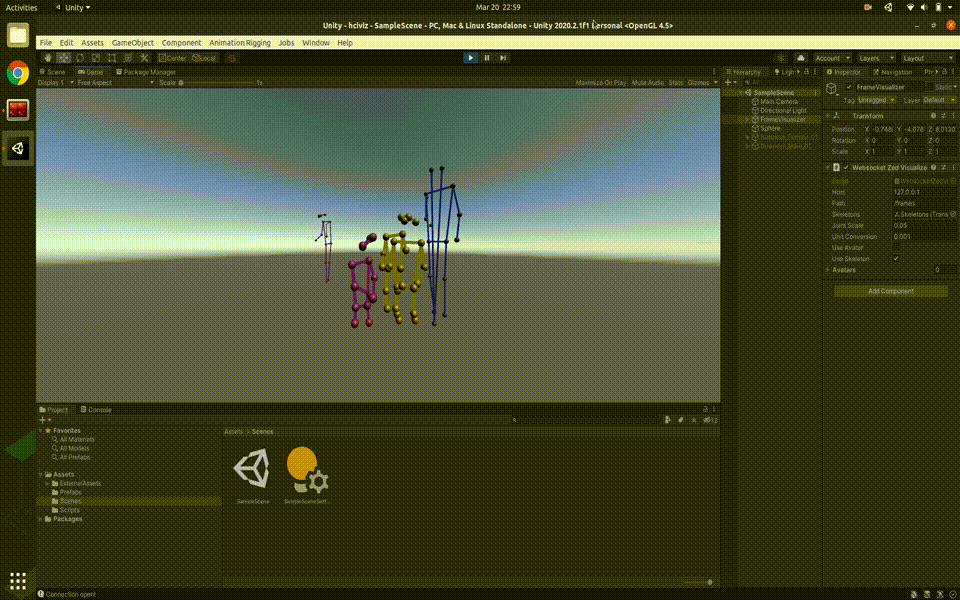 Activities
Unity
Mar 20 22:59
Unity - hciviz - SampleScene - PC, Mac & Linux Standalone - Unity 2020.2.1f1 Personal <OpenGL 4.5>
File Edit Assets GameObject Component Animation Rigging Jobs Window Help
Center Local
Account Layers Layout
Scene Game Package Manager
Display 1 Free Aspect Scale 1x Maximize On Play Mute Audio Stats Gizmos
Hierarchy Ligh
All
SampleScene
Main Camera
Directional Light
FrameVisualizer
Sphere
Inspector Navigation
FrameVisualizer Static
Tag Untagged Layer Default
Transform
Position X -0.748 Y -4.078 Z 8.0130
Rotation X 0 Y 0 Z 0
Scale X 1 Y 1 Z 1
Websocket Zed Visualize
Script
Host 127.0.0.1
Path /frames
Skeletons Skeletons (Trans
Joint Scale 0.05
Unit Conversion 0.001
Use Avatar
Use Skeleton
Avatars 0
Add Component
Project Console
12
Favorites
All Materials
All Models
All Prefabs
Assets
ExternalAssets
Prefabs
Scenes
Scripts
Packages
Assets > Scenes
SampleScene
SampleSceneSett...
Connection open!